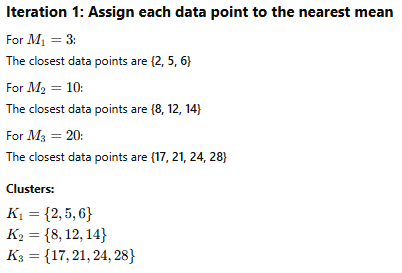 Iteration 1: Assign each data point to the nearest mean
For M₁ = 3:
The closest data points are {2, 5, 6}
For M₂ = 10:
The closest data points are {8, 12, 14}
For M₃ = 20:
The closest data points are {17, 21, 24, 28}
Clusters:
K₁ = {2, 5, 6}
K₂ = {8, 12, 14}
K₃ = {17, 21, 24, 28}